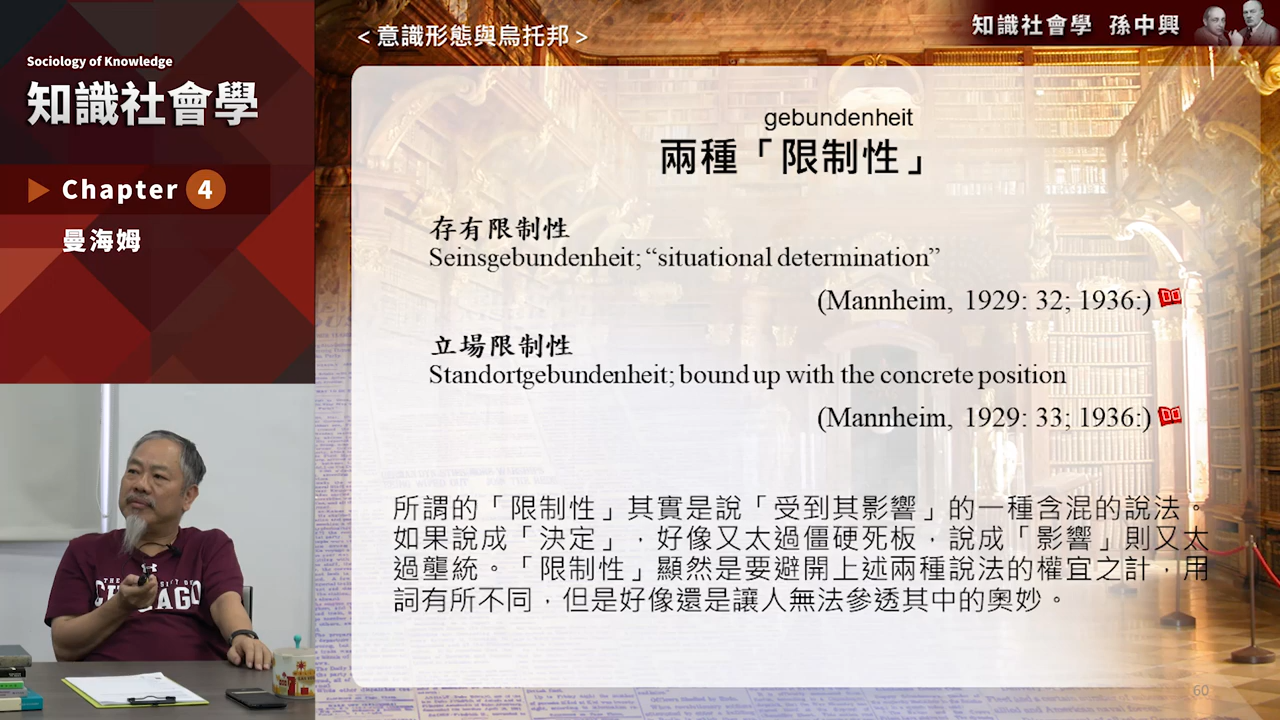 Sociology of Knowledge
知識社會學
Chapter 4
曼海姆
<意識形態與烏托邦>
知識社會學 孫中興
gebundenheit
兩種「限制性」
存有限制性
Seinsgebundenheit; “situational determination”
(Mannheim, 1929: 32; 1936:)
立場限制性
Standortgebundenheit; bound up with the concrete position
(Mannheim, 1929: 33; 1936:)
所謂的「限制性」其實是說「受到其影響」的一種含混的說法。
如果說成「決定」，好像又太過僵硬死板，說成「影響」則又太
過籠統。「限制性」顯然是要避開上述兩種說法的權宜之計，用
詞有所不同，但是好像還是讓人無法參透其中的奧妙。
60
CHICAGO